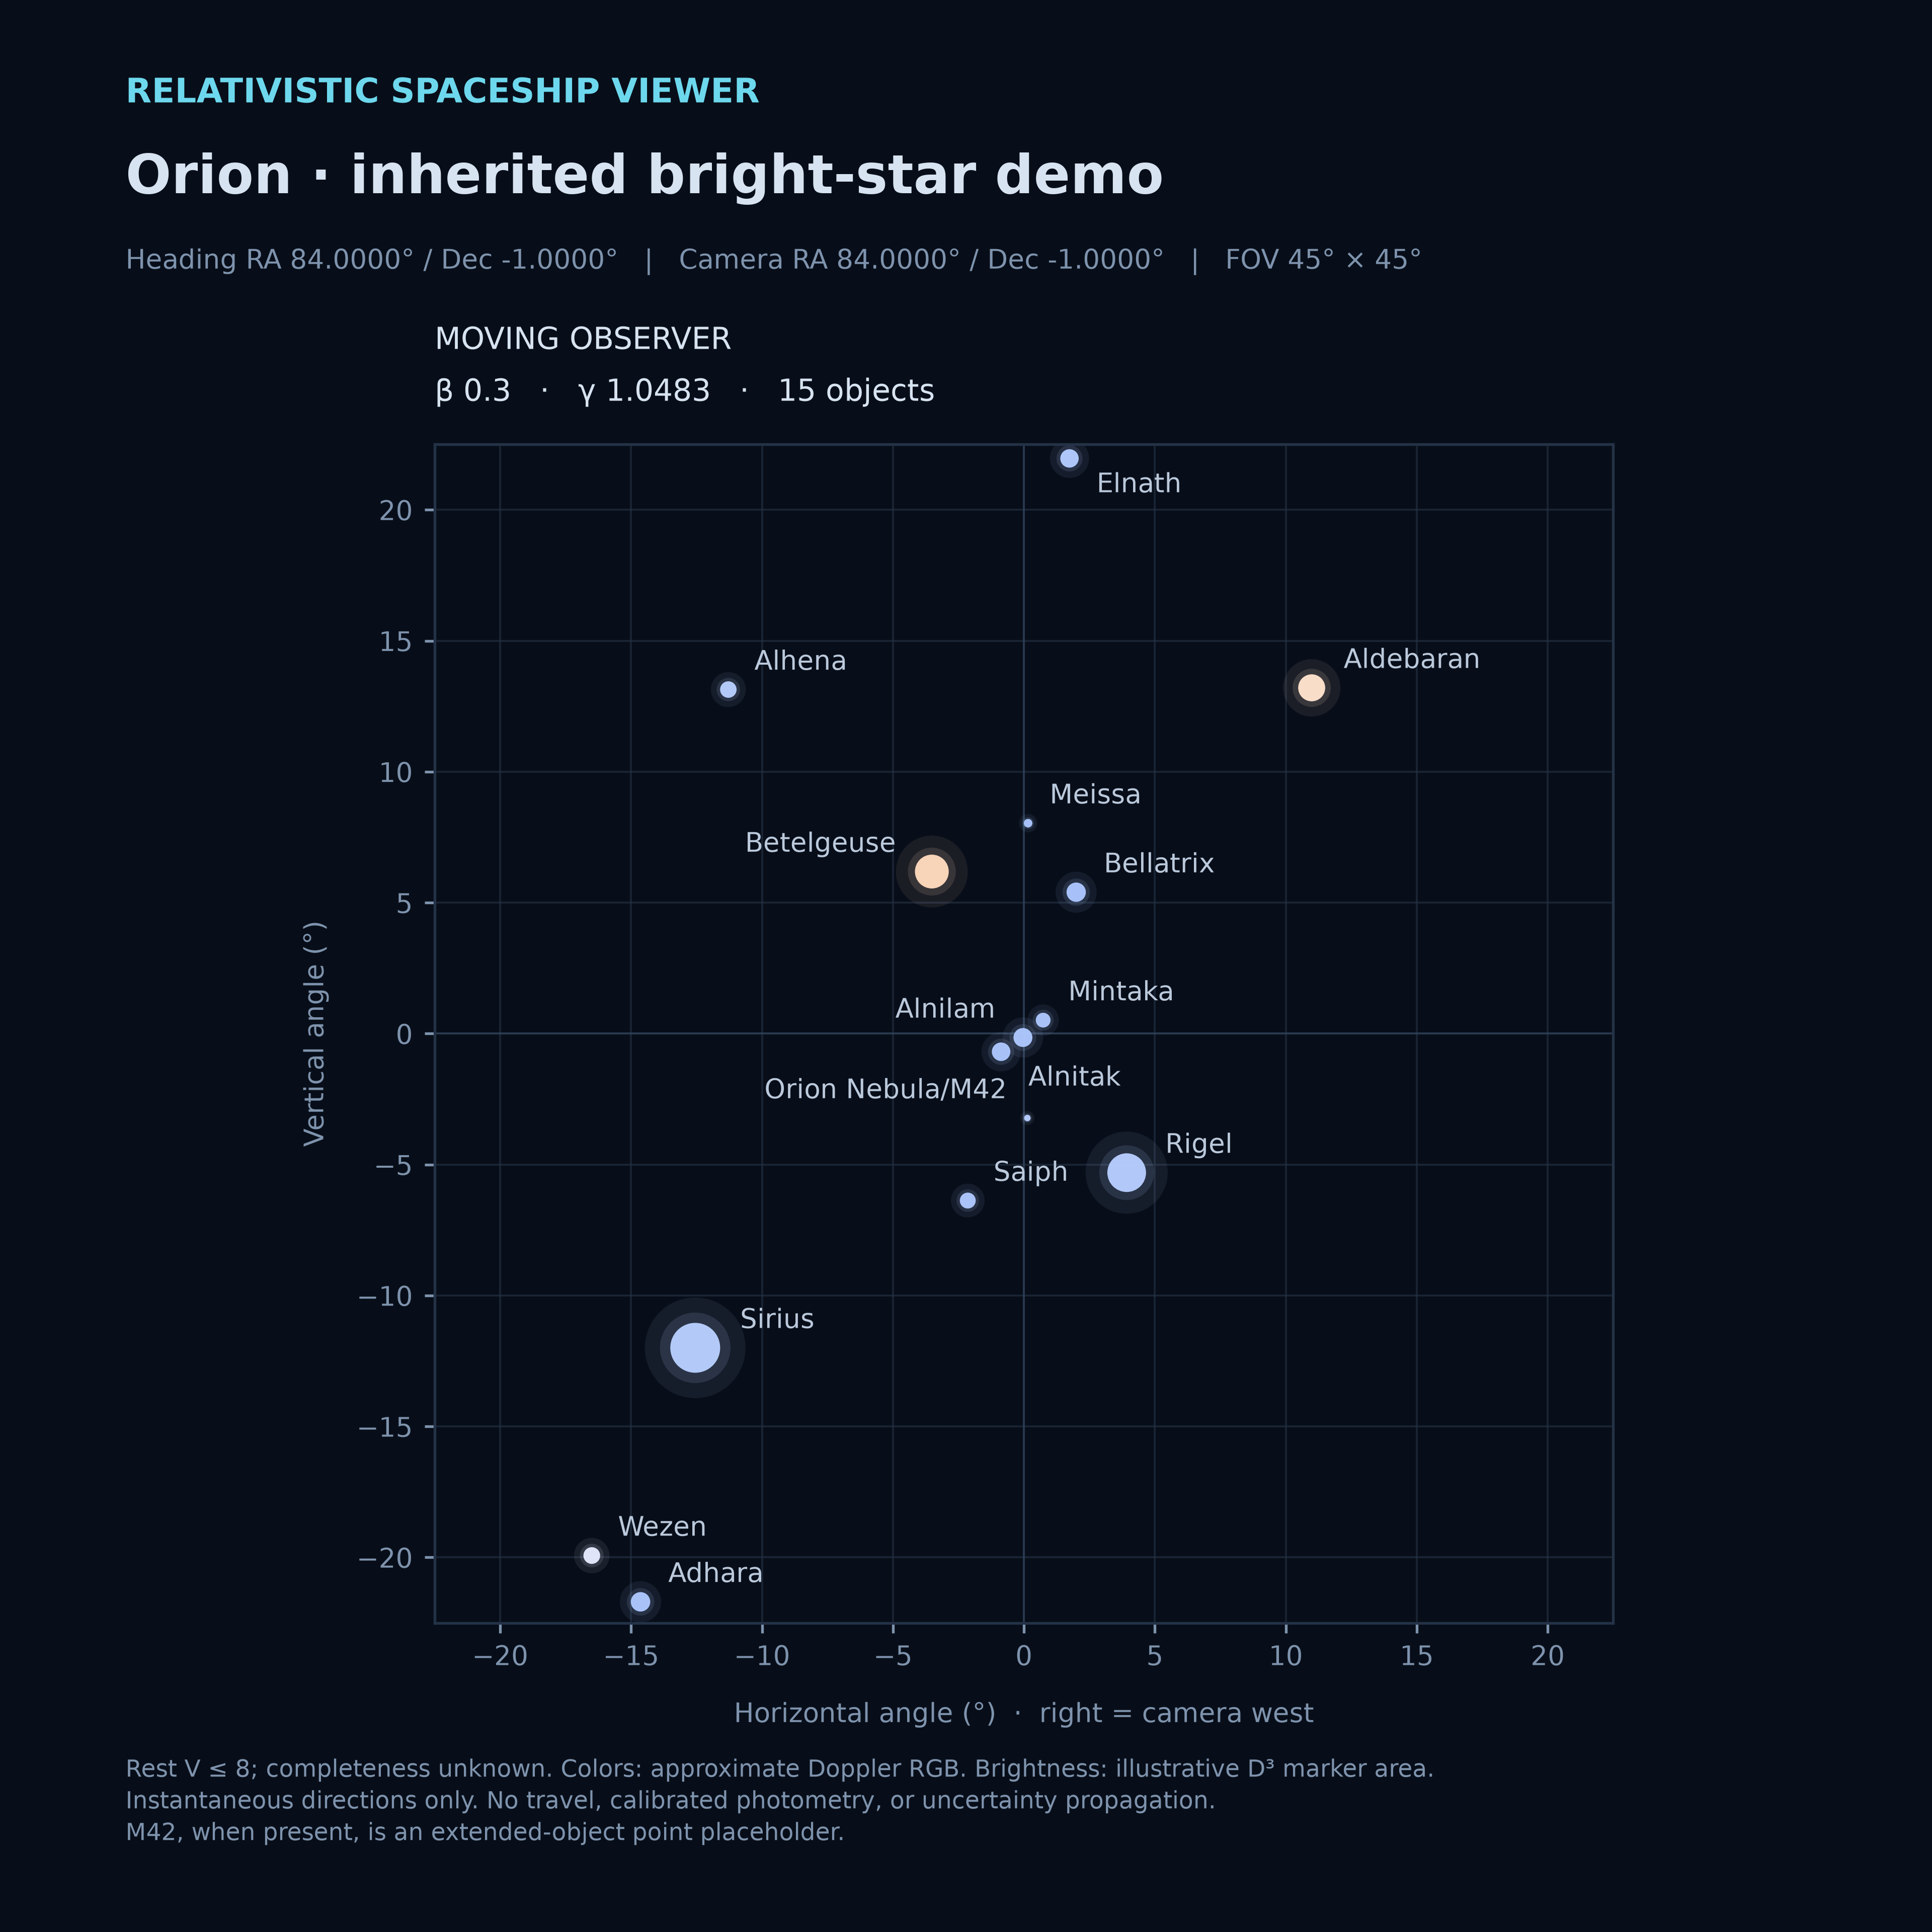 RELATIVISTIC SPACESHIP VIEWER
Orion · inherited bright-star demo
Heading RA 84.0000° / Dec -1.0000° | Camera RA 84.0000° / Dec -1.0000° | FOV 45° × 45°
MOVING OBSERVER
β 0.3 · γ 1.0483 · 15 objects
Elnath
20
15
Alhena
Aldebaran
10
Meissa
Betelgeuse
Bellatrix
5
Mintaka
Alnilam
0
Alnitak
Orion Nebula/M42
Rigel
−5
Saiph
−10
Sirius
−15
Wezen
−20
Adhara
Vertical angle (°)
−20 −15 −10 −5 0 5 10 15 20
Horizontal angle (°) · right = camera west
Rest V ≤ 8; completeness unknown. Colors: approximate Doppler RGB. Brightness: illustrative D³ marker area.
Instantaneous directions only. No travel, calibrated photometry, or uncertainty propagation.
M42, when present, is an extended-object point placeholder.